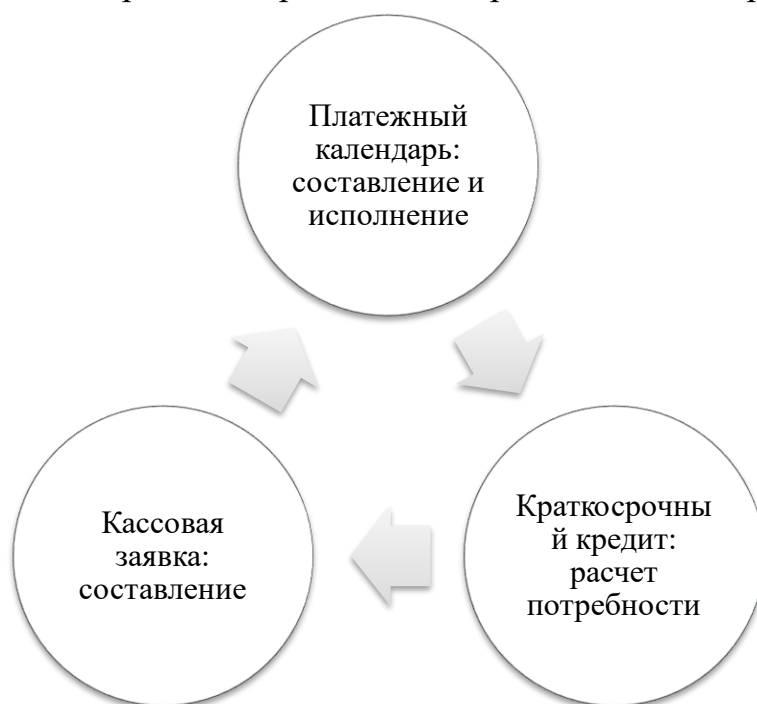 Платежный
календарь:
составление и
исполнение
Кассовая
заявка:
составление
Краткосрочны
й кредит:
расчет
потребности